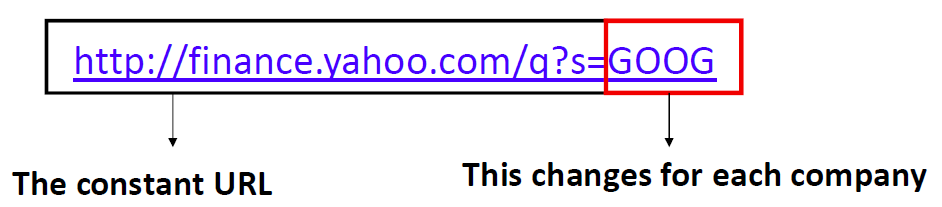 http://finance.yahoo.com/q?s=GOOG
The constant URL
This changes for each company